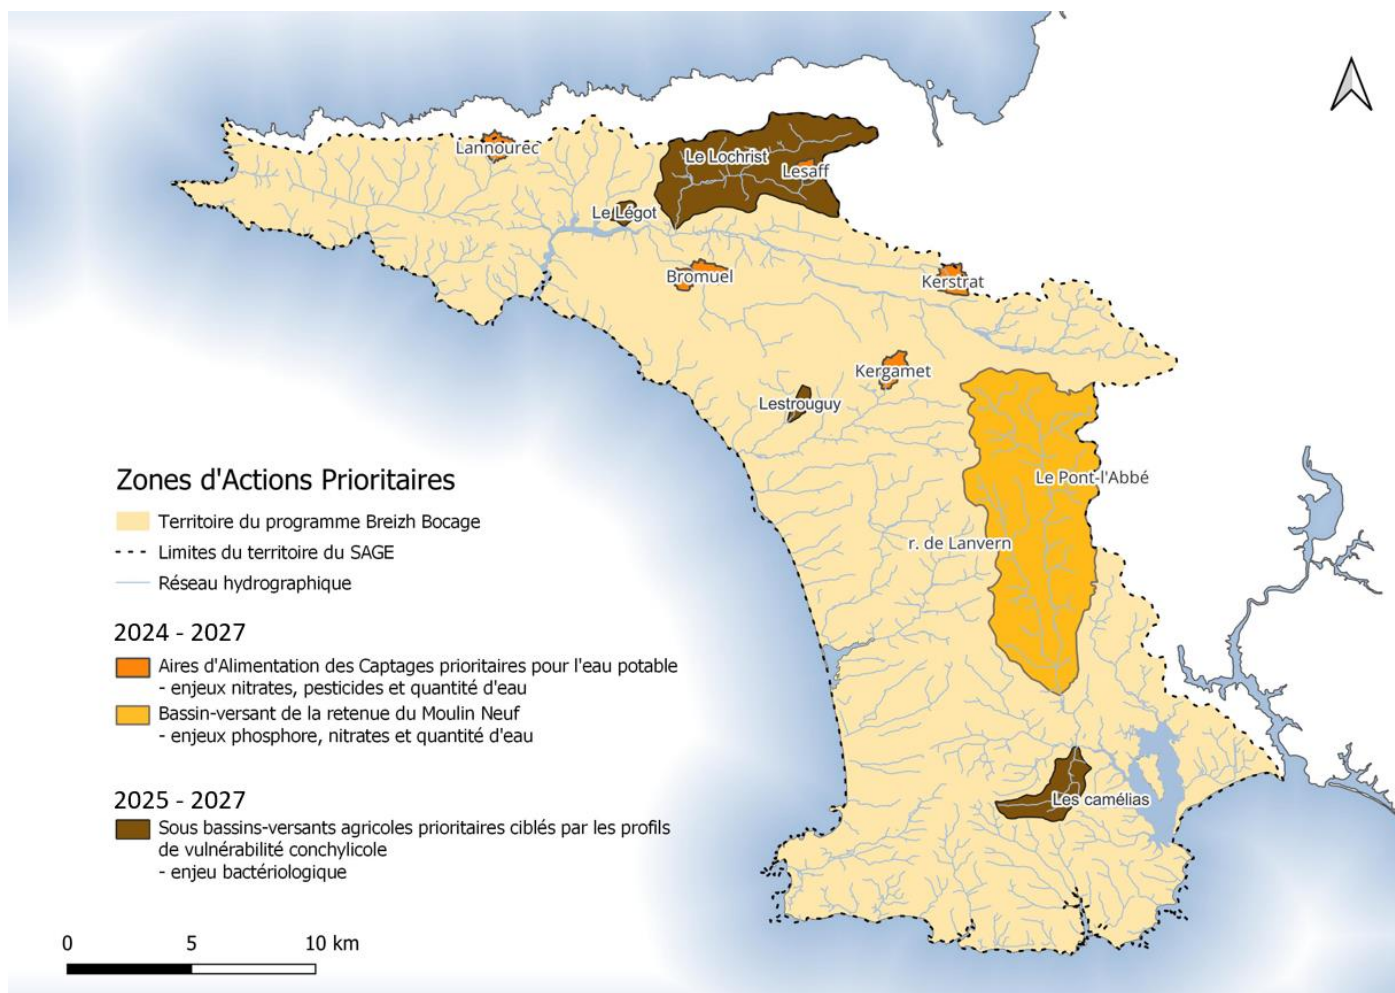 Lannourec
Le Lochrist
Lesaff
Le Légot
Bromuel
Kerstrat
Kergamet
Lestrouguy
Le Pont-l'Abbé
r. de Lanvern
Les camélias
Zones d'Actions Prioritaires
Territoire du programme Breizh Bocage
Limites du territoire du SAGE
Réseau hydrographique
2024 - 2027
Aires d'Alimentation des Captages prioritaires pour l'eau potable
- enjeux nitrates, pesticides et quantité d'eau
Bassin-versant de la retenue du Moulin Neuf
- enjeux phosphore, nitrates et quantité d'eau
2025 - 2027
Sous bassins-versants agricoles prioritaires ciblés par les profils
de vulnérabilité conchylicole
- enjeu bactériologique
0 5 10 km